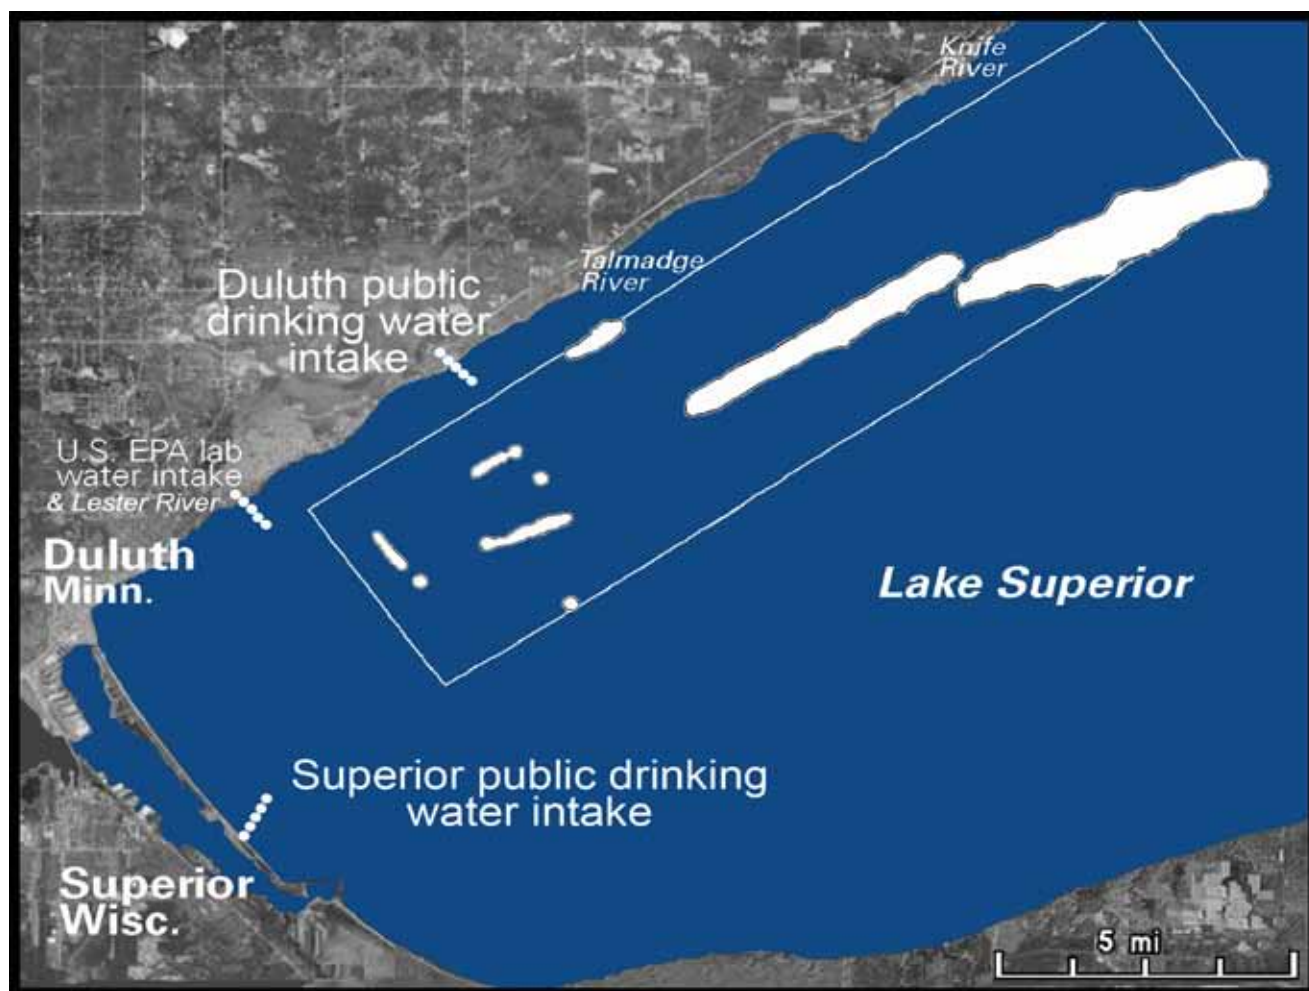 Knife
River
Talmadge
River
Duluth public
drinking water
intake
U.S. EPA lab
water intake
& Lester River
Duluth
Minn.
Lake Superior
Superior public drinking
water intake
Superior
Wisc.
5 mi